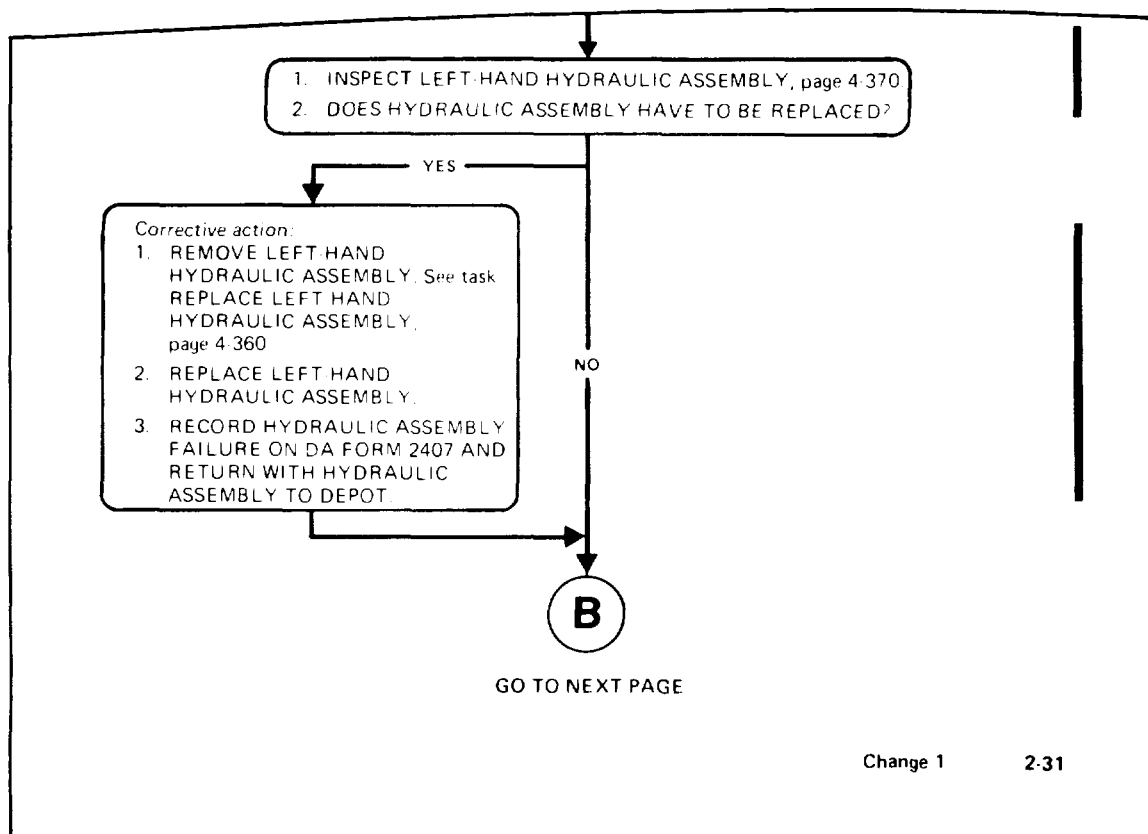 1. INSPECT LEFT-HAND HYDRAULIC ASSEMBLY, page 4-370.
2. DOES HYDRAULIC ASSEMBLY HAVE TO BE REPLACED?
YES
Corrective action:
1. REMOVE LEFT-HAND
HYDRAULIC ASSEMBLY. See task
REPLACE LEFT HAND
HYDRAULIC ASSEMBLY,
page 4-360
2. REPLACE LEFT-HAND
HYDRAULIC ASSEMBLY.
3. RECORD HYDRAULIC ASSEMBLY
FAILURE ON DA FORM 2407 AND
RETURN WITH HYDRAULIC
ASSEMBLY TO DEPOT.
NO
B
GO TO NEXT PAGE
Change 1 2-31